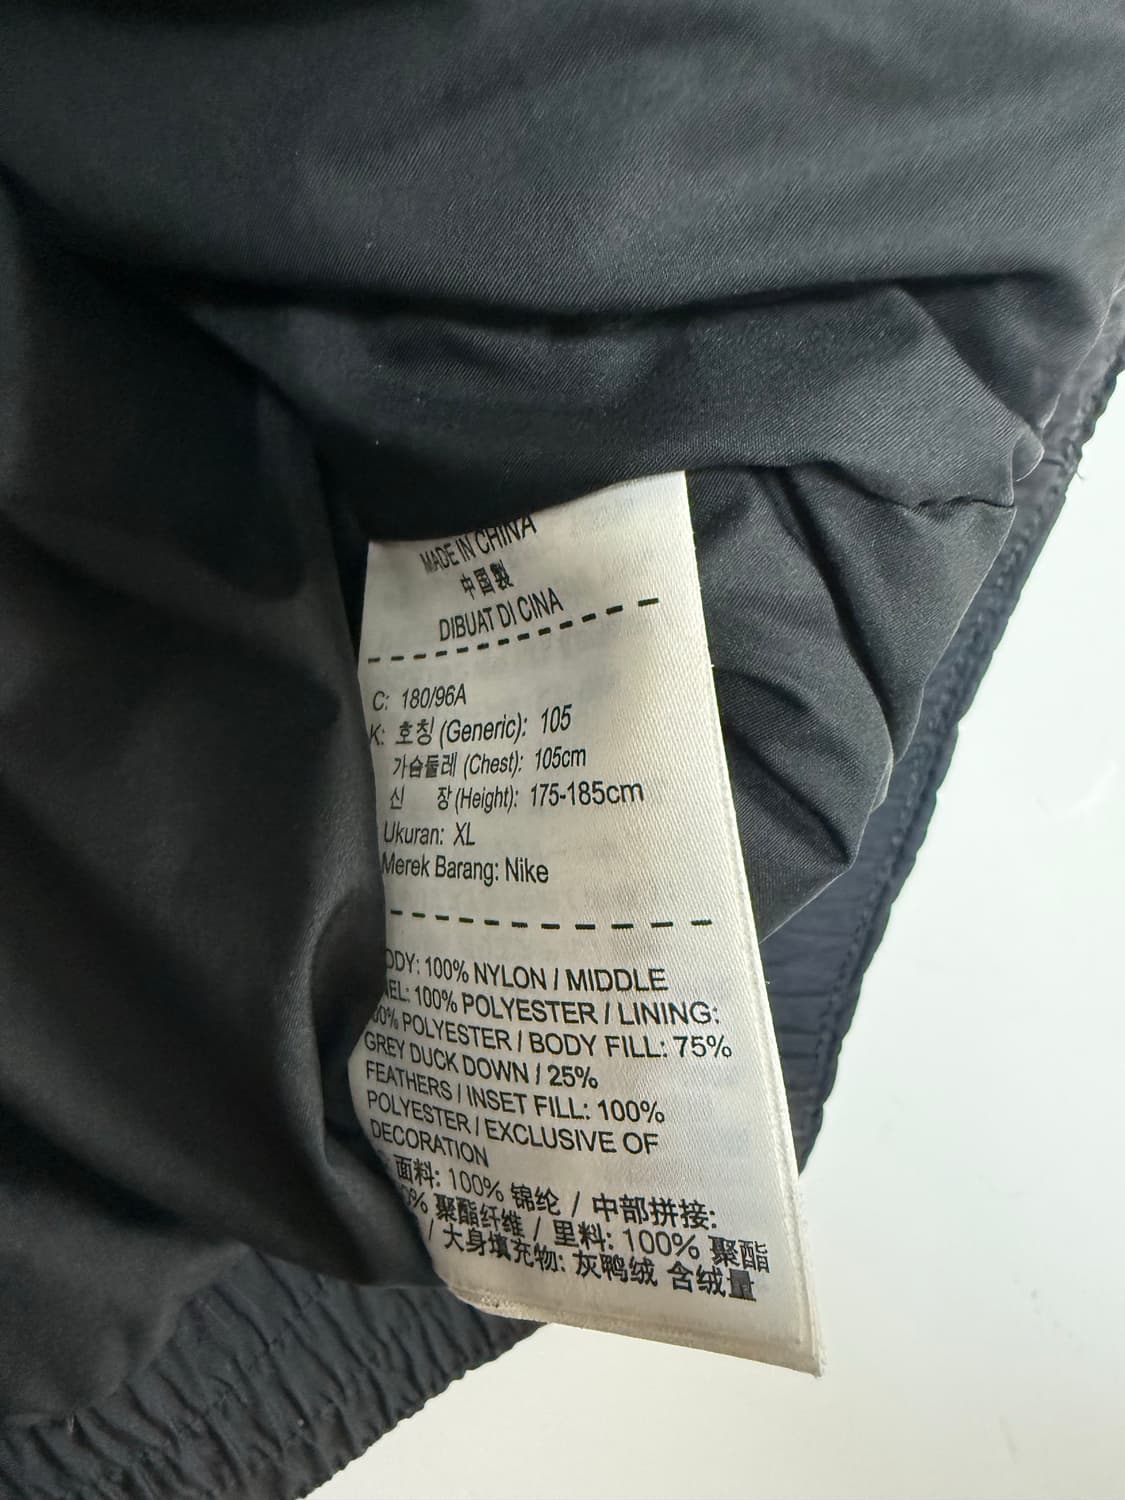 MADE IN CHINA
中国製
DIBUAT DI CINA
C: 180/96A
K: 호칭 (Generic): 105
가슴둘레 (Chest): 105cm
신 장 (Height): 175-185cm
Ukuran: XL
Merek Barang: Nike
ODY: 100% NYLON / MIDDLE
NEL: 100% POLYESTER / LINING:
00% POLYESTER / BODY FILL: 75%
GREY DUCK DOWN / 25%
FEATHERS / INSET FILL: 100%
POLYESTER / EXCLUSIVE OF
DECORATION
面料: 100% 锦纶 / 中部拼接:
0% 聚酯纤维 / 里料: 100% 聚酯
/ 大身填充物: 灰鸭绒 含绒量